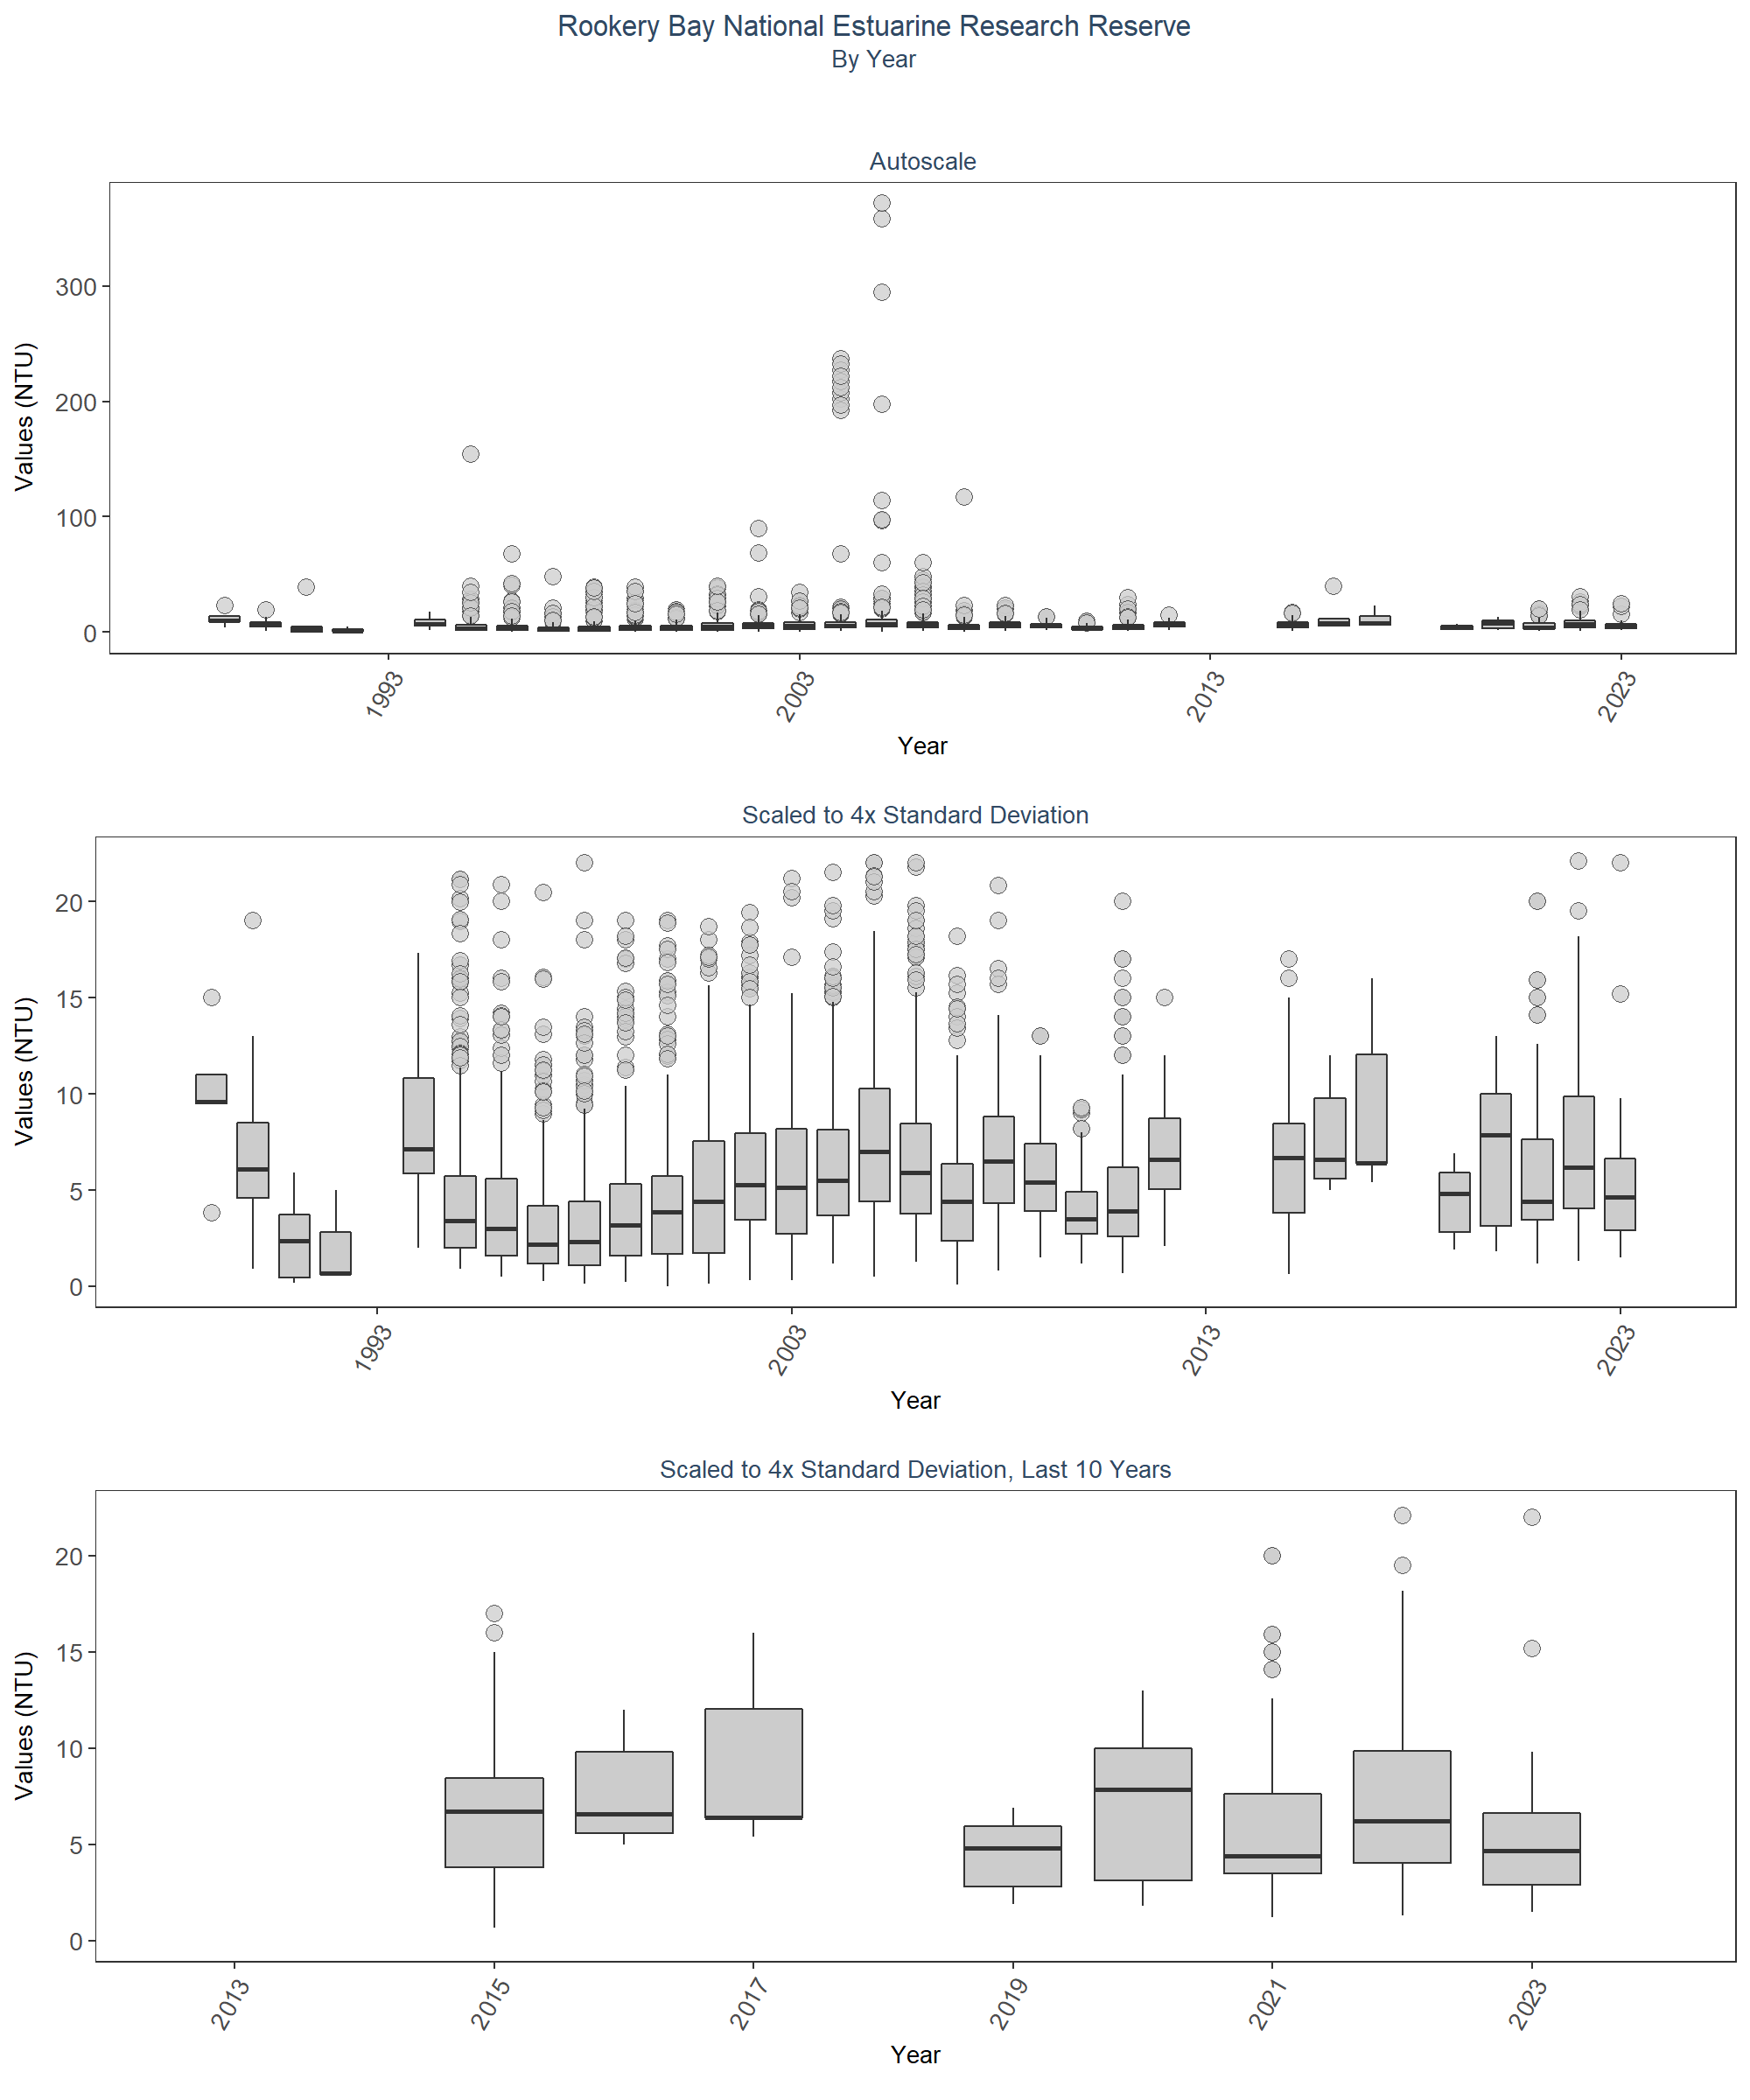 Rookery Bay National Estuarine Research Reserve
By Year
Autoscale
Values (NTU)
300
200
100
0
1993
2003
2013
2023
Year
Scaled to 4x Standard Deviation
Values (NTU)
20
15
10
5
0
1993
2003
2013
2023
Year
Scaled to 4x Standard Deviation, Last 10 Years
Values (NTU)
20
15
10
5
0
2013
2015
2017
2019
2021
2023
Year